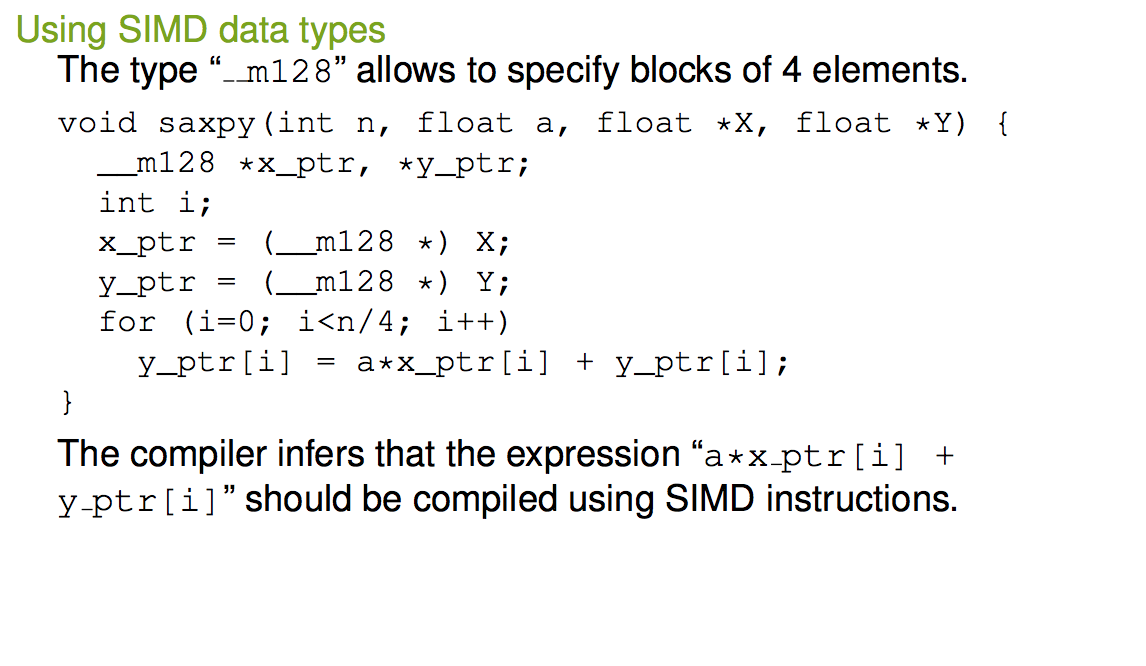 Using SIMD data types
The type “__m128” allows to specify blocks of 4 elements.
void saxpy(int n, float a, float *X, float *Y) {
__m128 *x_ptr, *y_ptr;
int i;
x_ptr = (__m128 *) X;
y_ptr = (__m128 *) Y;
for (i=0; i<n/4; i++)
y_ptr[i] = a*x_ptr[i] + y_ptr[i];
}
The compiler infers that the expression “a*x_ptr[i] +
y_ptr[i]” should be compiled using SIMD instructions.